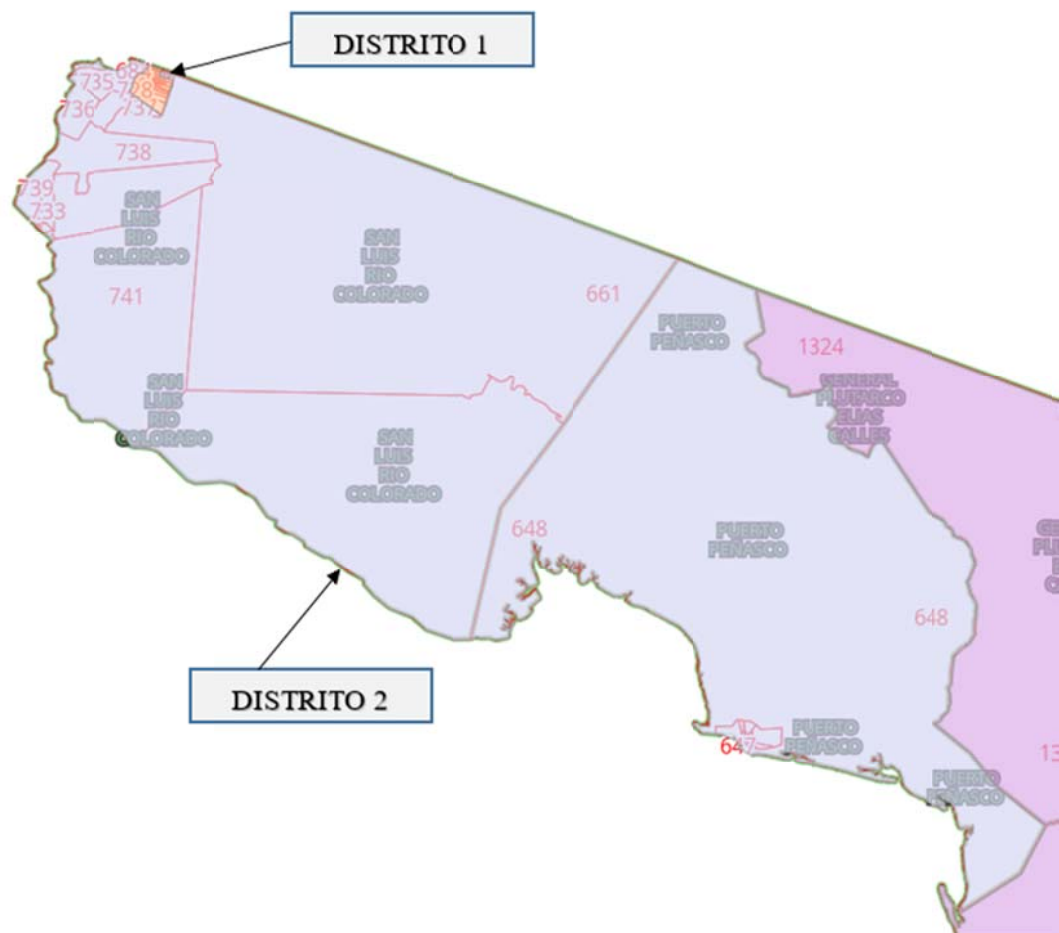 DISTRITO 1
735
736
737
738
739
733
SAN
LUIS
RIO
COLORADO
SAN
LUIS
RIO
COLORADO
741
661
PUERTO
PEÑASCO
1324
GENERAL
PLUTARCO
ELIAS
CALLES
SAN
LUIS
RIO
COLORADO
SAN
LUIS
RIO
COLORADO
648
PUERTO
PEÑASCO
648
DISTRITO 2
647
PUERTO
PEÑASCO
PUERTO
PEÑASCO